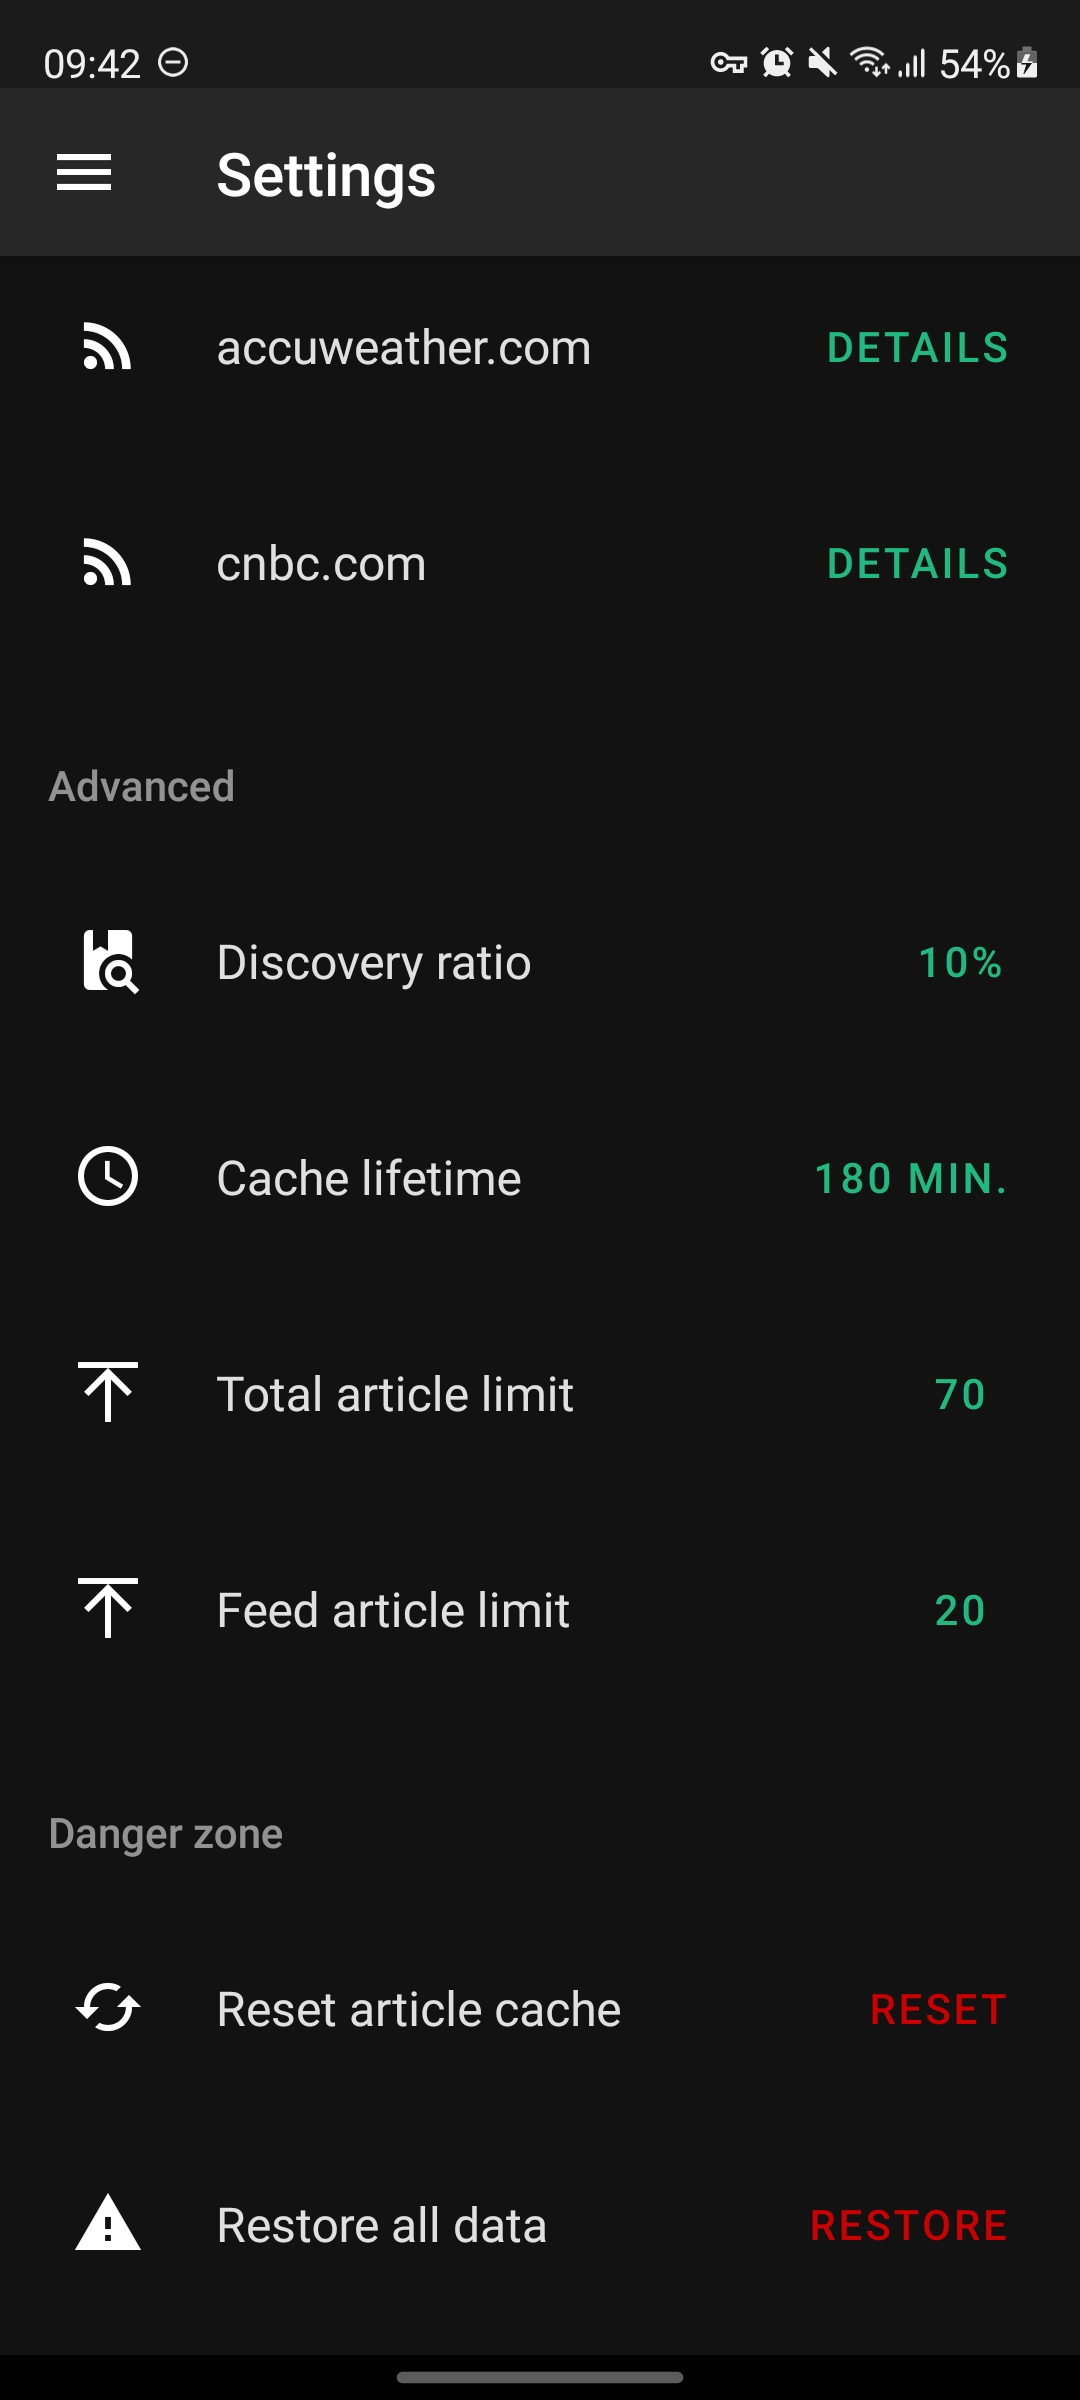 09:42 54%
Settings
accuweather.com DETAILS
cnbc.com DETAILS
Advanced
Discovery ratio 10%
Cache lifetime 180 MIN.
Total article limit 70
Feed article limit 20
Danger zone
Reset article cache RESET
Restore all data RESTORE